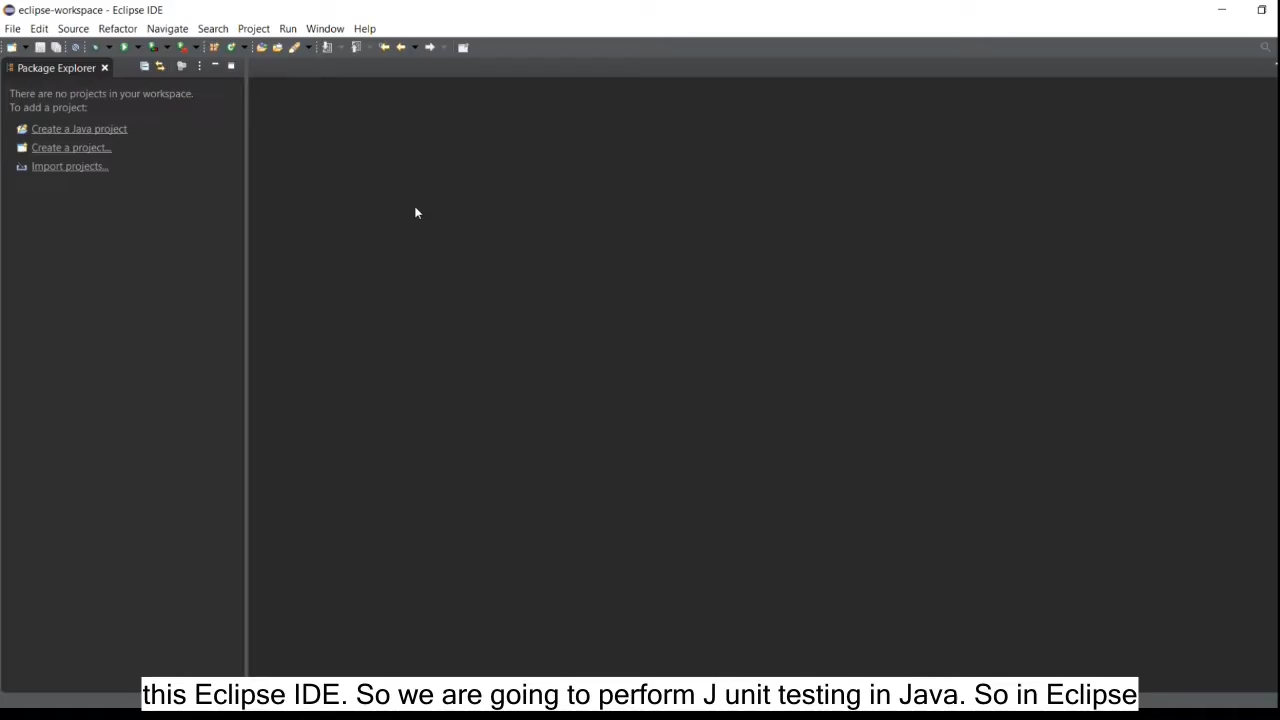 eclipse-workspace - Eclipse IDE
File Edit Source Refactor Navigate Search Project Run Window Help
Package Explorer
There are no projects in your workspace.
To add a project:
Create a Java project
Create a project...
Import projects...
this Eclipse IDE. So we are going to perform J unit testing in Java. So in Eclipse